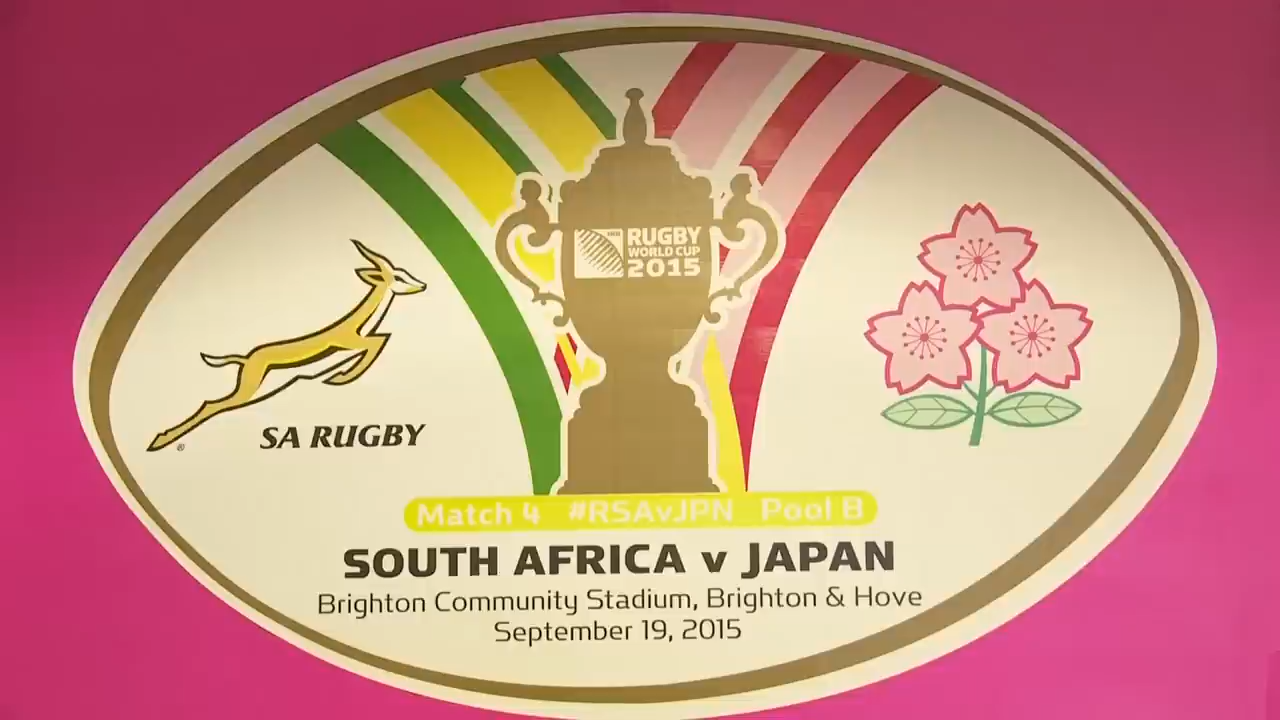 RUGBY
WORLD CUP
2015
SA RUGBY
Match 4 #RSAvJPN Pool B
SOUTH AFRICA v JAPAN
Brighton Community Stadium, Brighton & Hove
September 19, 2015